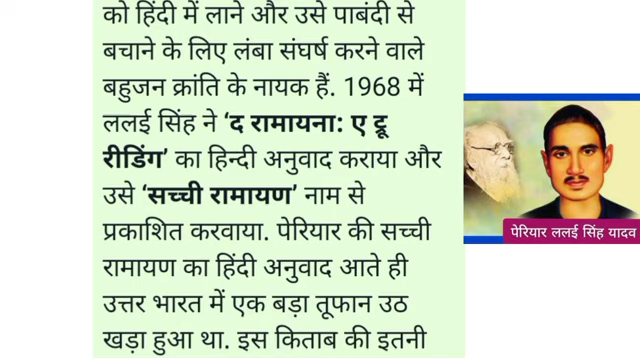 को हिंदी में लाने और उसे पाबंदी से
बचाने के लिए लंबा संघर्ष करने वाले
बहुजन क्रांति के नायक हैं. 1968 में
ललई सिंह ने ‘द रामायना: ए ट्रू
रीडिंग’ का हिन्दी अनुवाद कराया और
उसे ‘सच्ची रामायण’ नाम से
प्रकाशित करवाया. पेरियार की सच्ची
रामायण का हिंदी अनुवाद आते ही
उत्तर भारत में एक बड़ा तूफान उठ
खड़ा हुआ था. इस किताब की इतनी
पेरियार ललई सिंह यादव